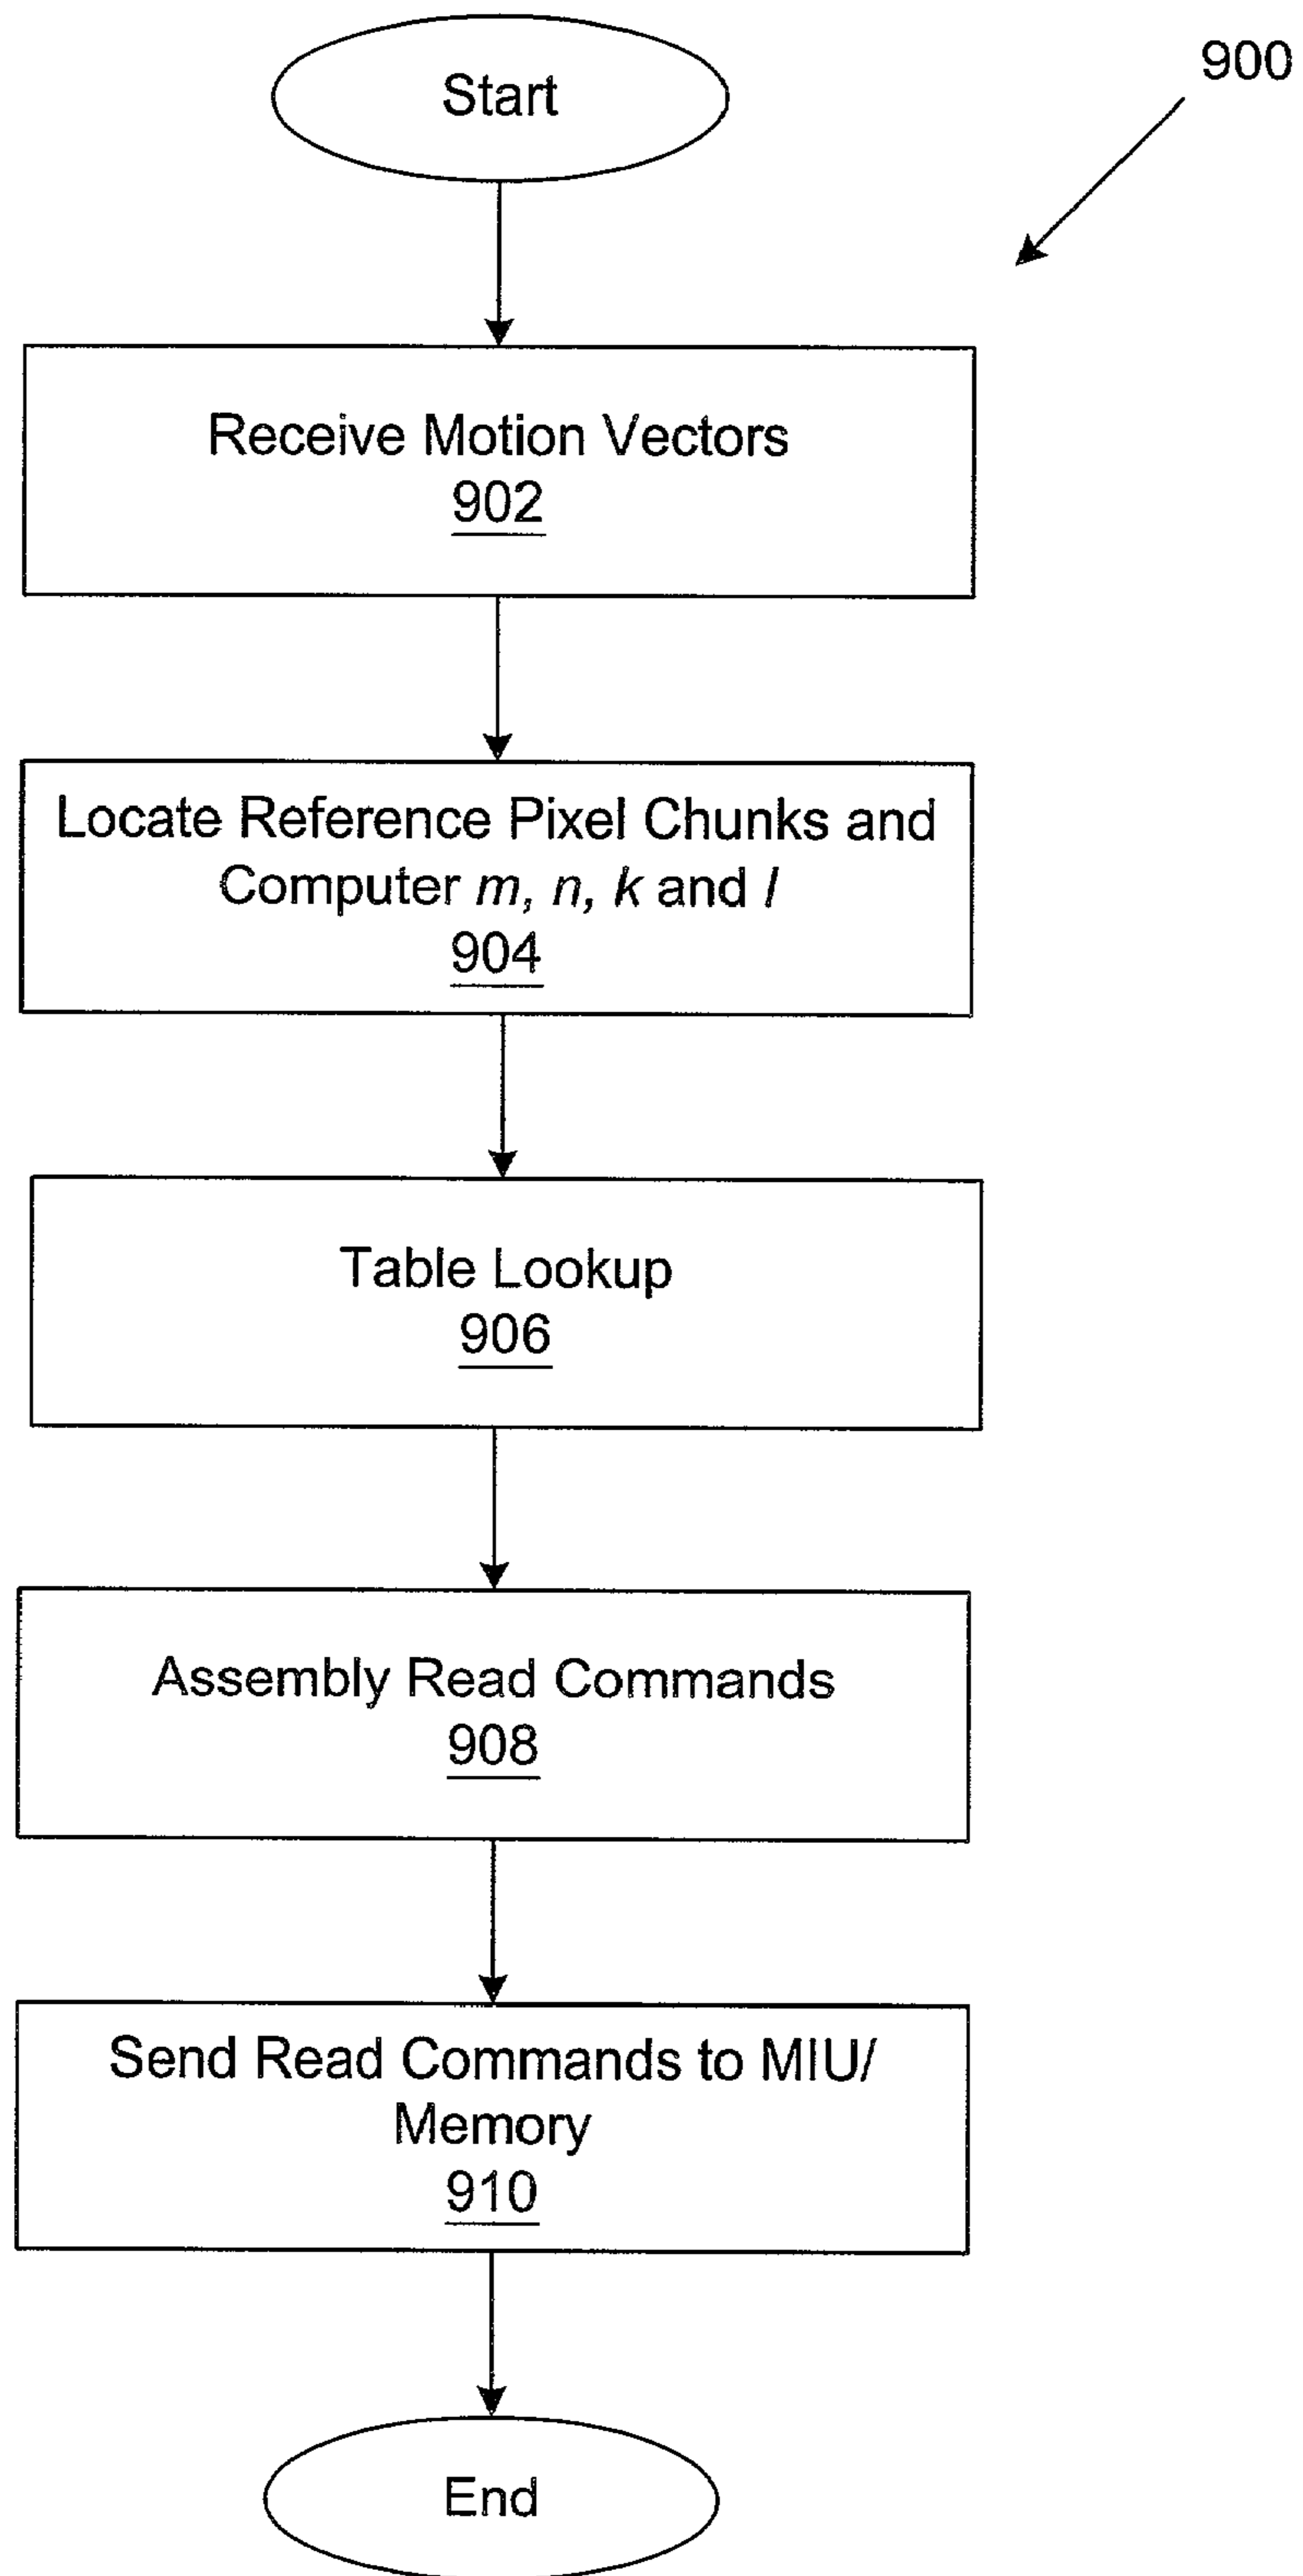 Start
900
Receive Motion Vectors
902
Locate Reference Pixel Chunks and
Computer m, n, k and l
904
Table Lookup
906
Assembly Read Commands
908
Send Read Commands to MIU/
Memory
910
End